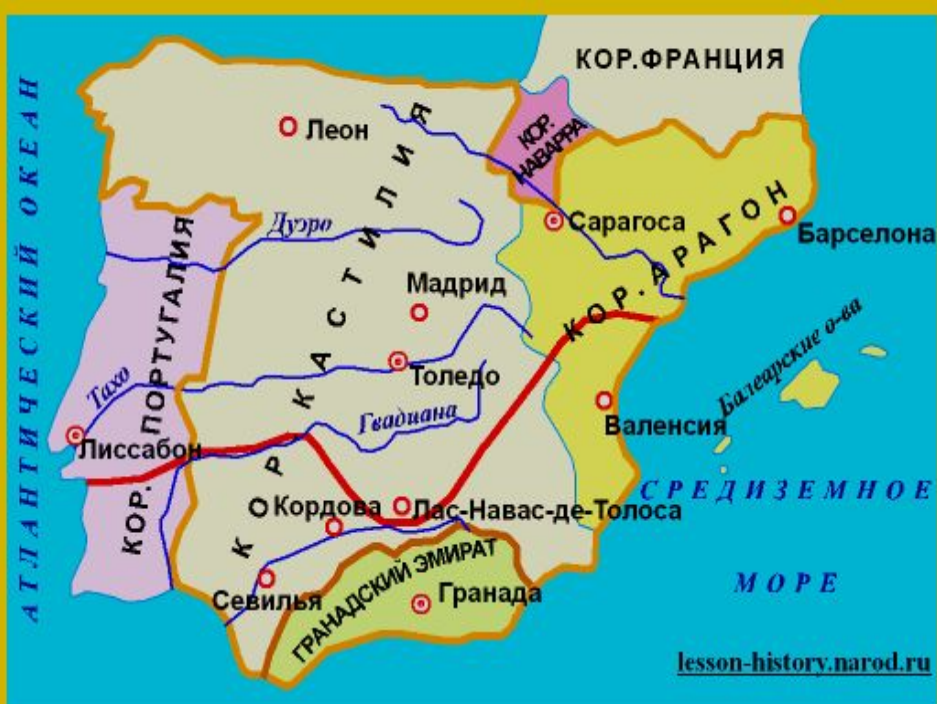 КОР.ФРАНЦИЯ
АТЛАНТИЧЕСКИЙ ОКЕАН
Леон
КОР. НАВАРРА
Дуэро
Сарагоса
Барселона
КОР. КАСТИЛИЯ
КОР. АРАГОН
Мадрид
КОР. ПОРТУГАЛИЯ
Тахо
Толедо
Балеарские о-ва
Гвадиана
Валенсия
Лиссабон
СРЕДИЗЕМНОЕ
МОРЕ
Кордова
Лас-Навас-де-Толоса
Севилья
ГРАНАДСКИЙ ЭМИРАТ
Гранада
lesson-history.narod.ru